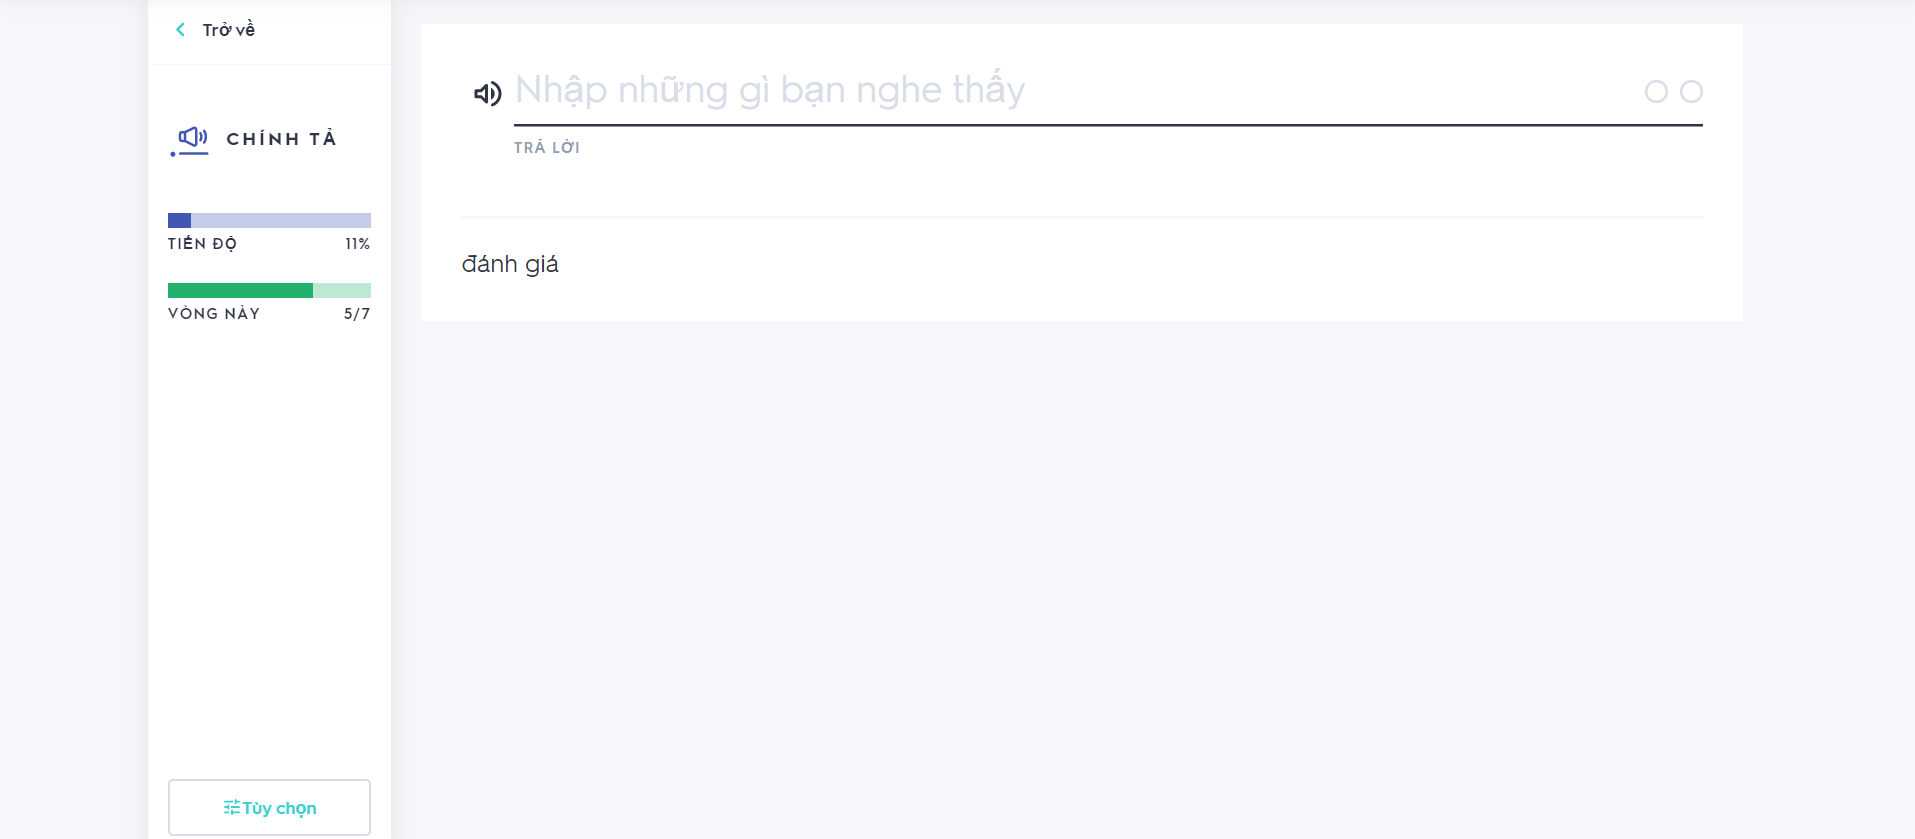 Trở về
CHÍNH TẢ
TIẾN ĐỘ 11%
VÒNG NÀY 5/7
Tùy chọn
Nhập những gì bạn nghe thấy
TRẢ LỜI
đánh giá